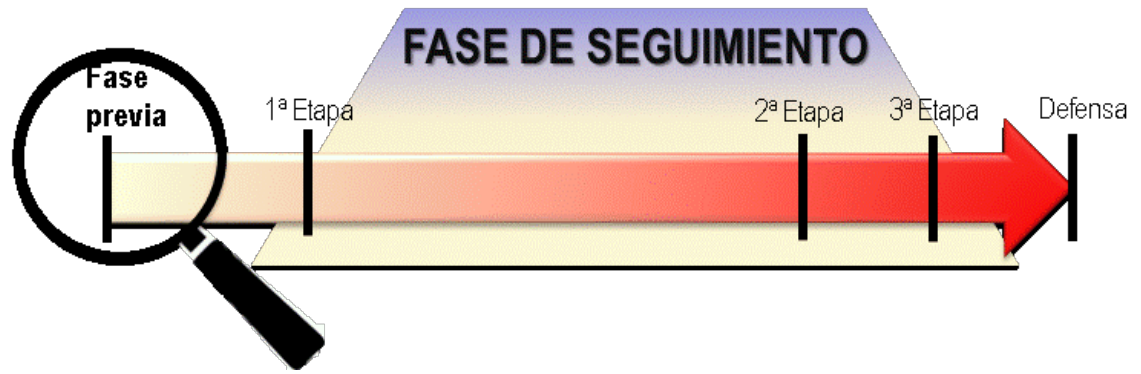 FASE DE SEGUIMIENTO
Fase
previa
1ª Etapa
2ª Etapa
3ª Etapa
Defensa